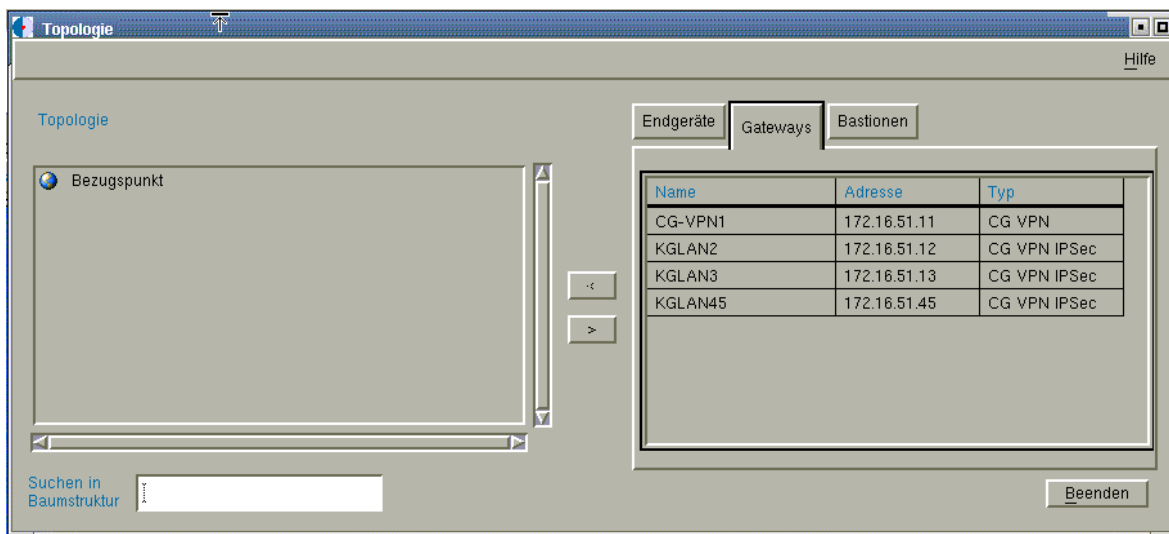 Topologie
Hilfe
Topologie
Bezugspunkt
<
>
Suchen in
Baumstruktur
Endgeräte Gateways Bastionen
Name Adresse Typ
CG-VPN1 172.16.51.11 CG VPN
KGLAN2 172.16.51.12 CG VPN IPSec
KGLAN3 172.16.51.13 CG VPN IPSec
KGLAN45 172.16.51.45 CG VPN IPSec
Beenden